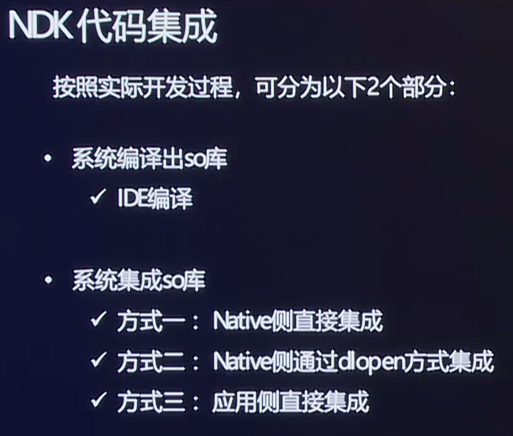 NDK代码集成
按照实际开发过程，可分为以下2个部分：
• 系统编译出so库
✓ IDE编译
• 系统集成so库
✓ 方式一：Native侧直接集成
✓ 方式二：Native侧通过dlopen方式集成
✓ 方式三：应用侧直接集成